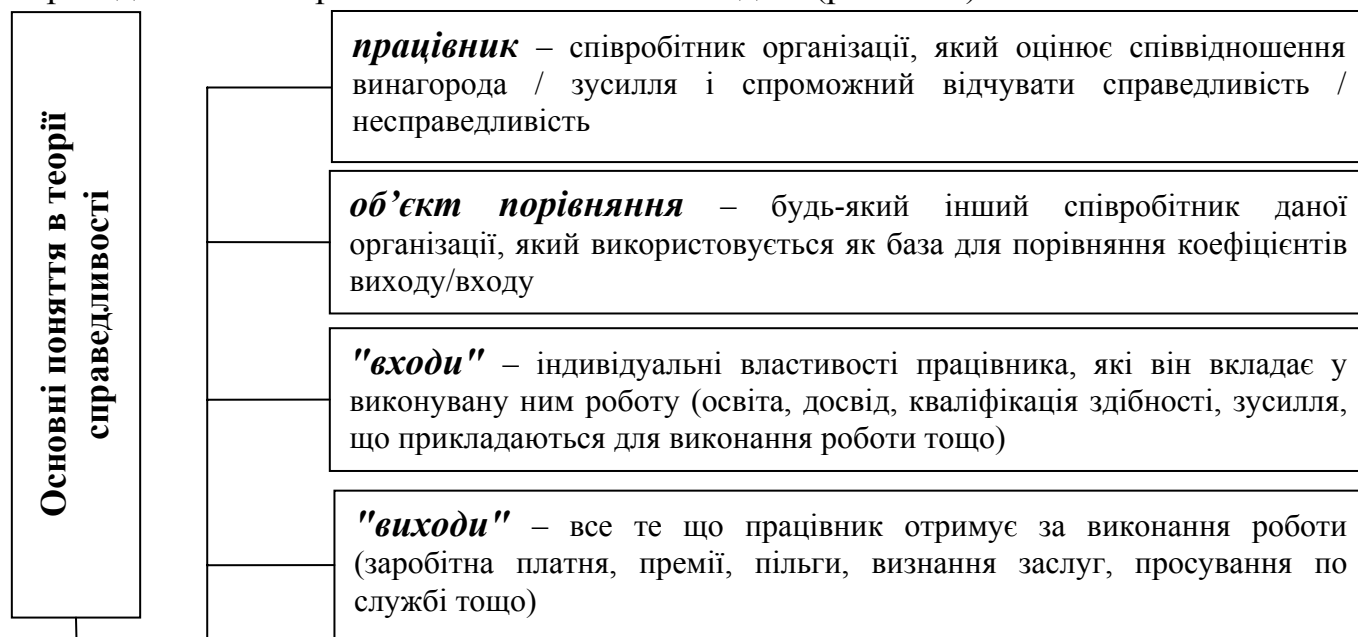 Основні поняття в теорії
справедливості
працівник – співробітник організації, який оцінює співвідношення
винагорода / зусилля і спроможний відчувати справедливість /
несправедливість
об’єкт порівняння – будь-який інший співробітник даної
організації, який використовується як база для порівняння коефіцієнтів
виходу/входу
"входи" – індивідуальні властивості працівника, які він вкладає у
виконувану ним роботу (освіта, досвід, кваліфікація здібності, зусилля,
що прикладаються для виконання роботи тощо)
"виходи" – все те що працівник отримує за виконання роботи
(заробітна платня, премії, пільги, визнання заслуг, просування по
службі тощо)